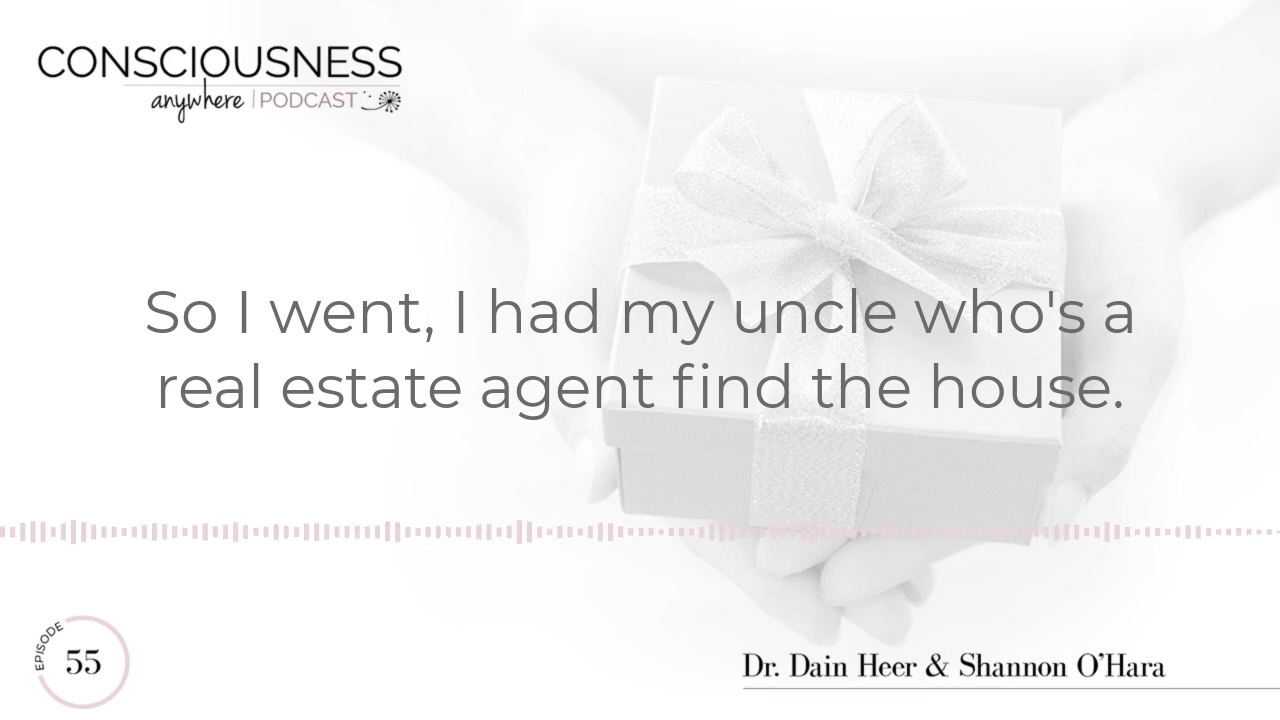 CONSCIOUSNESS
anywhere | PODCAST
So I went, I had my uncle who's a
real estate agent find the house.
EPISODE
55
Dr. Dain Heer & Shannon O'Hara